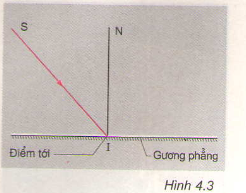 S
N
Điểm tới
I
Gương phẳng
Hình 4.3